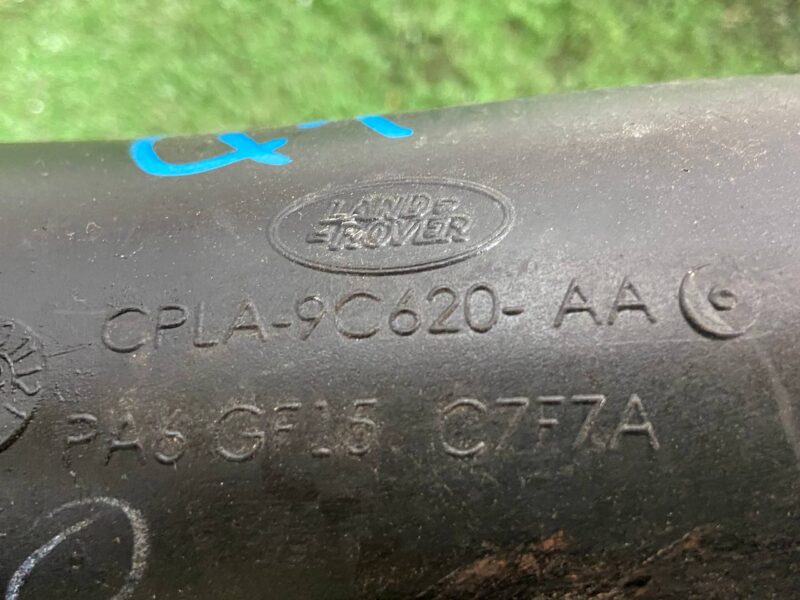 LAND-
-ROVER
CPLA-9C620- AA
PA6 GF15 C7F7A